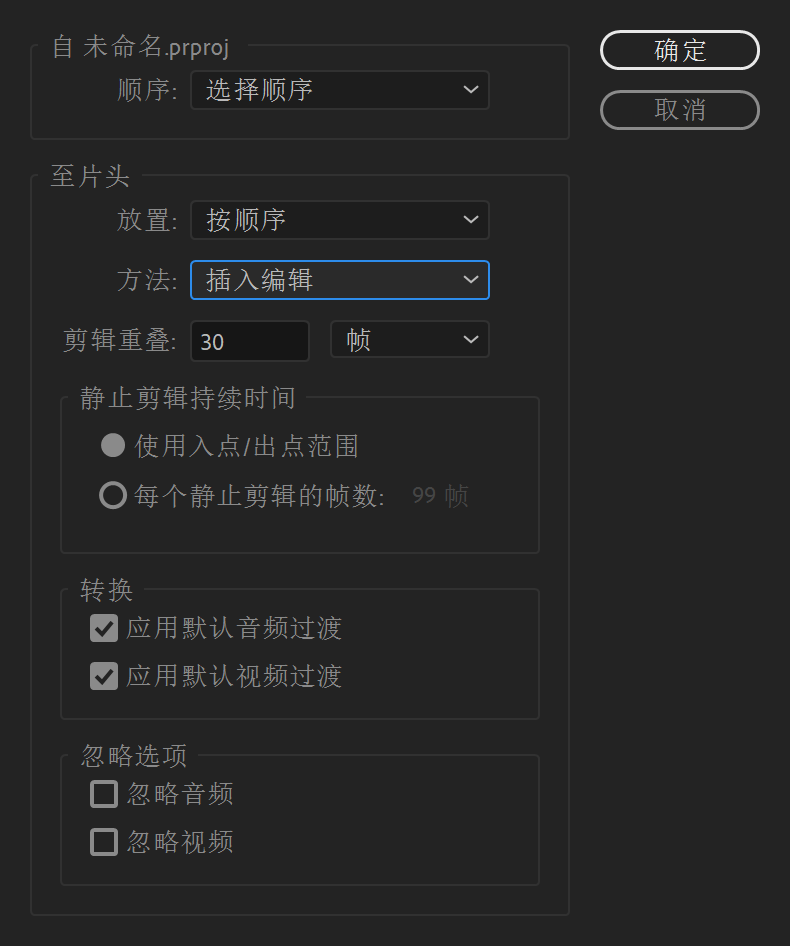 自 未命名.prproj
确定
顺序: 选择顺序
取消
至片头
放置: 按顺序
方法: 插入编辑
剪辑重叠: 30 帧
静止剪辑持续时间
使用入点/出点范围
每个静止剪辑的帧数: 99 帧
转换
应用默认音频过渡
应用默认视频过渡
忽略选项
忽略音频
忽略视频